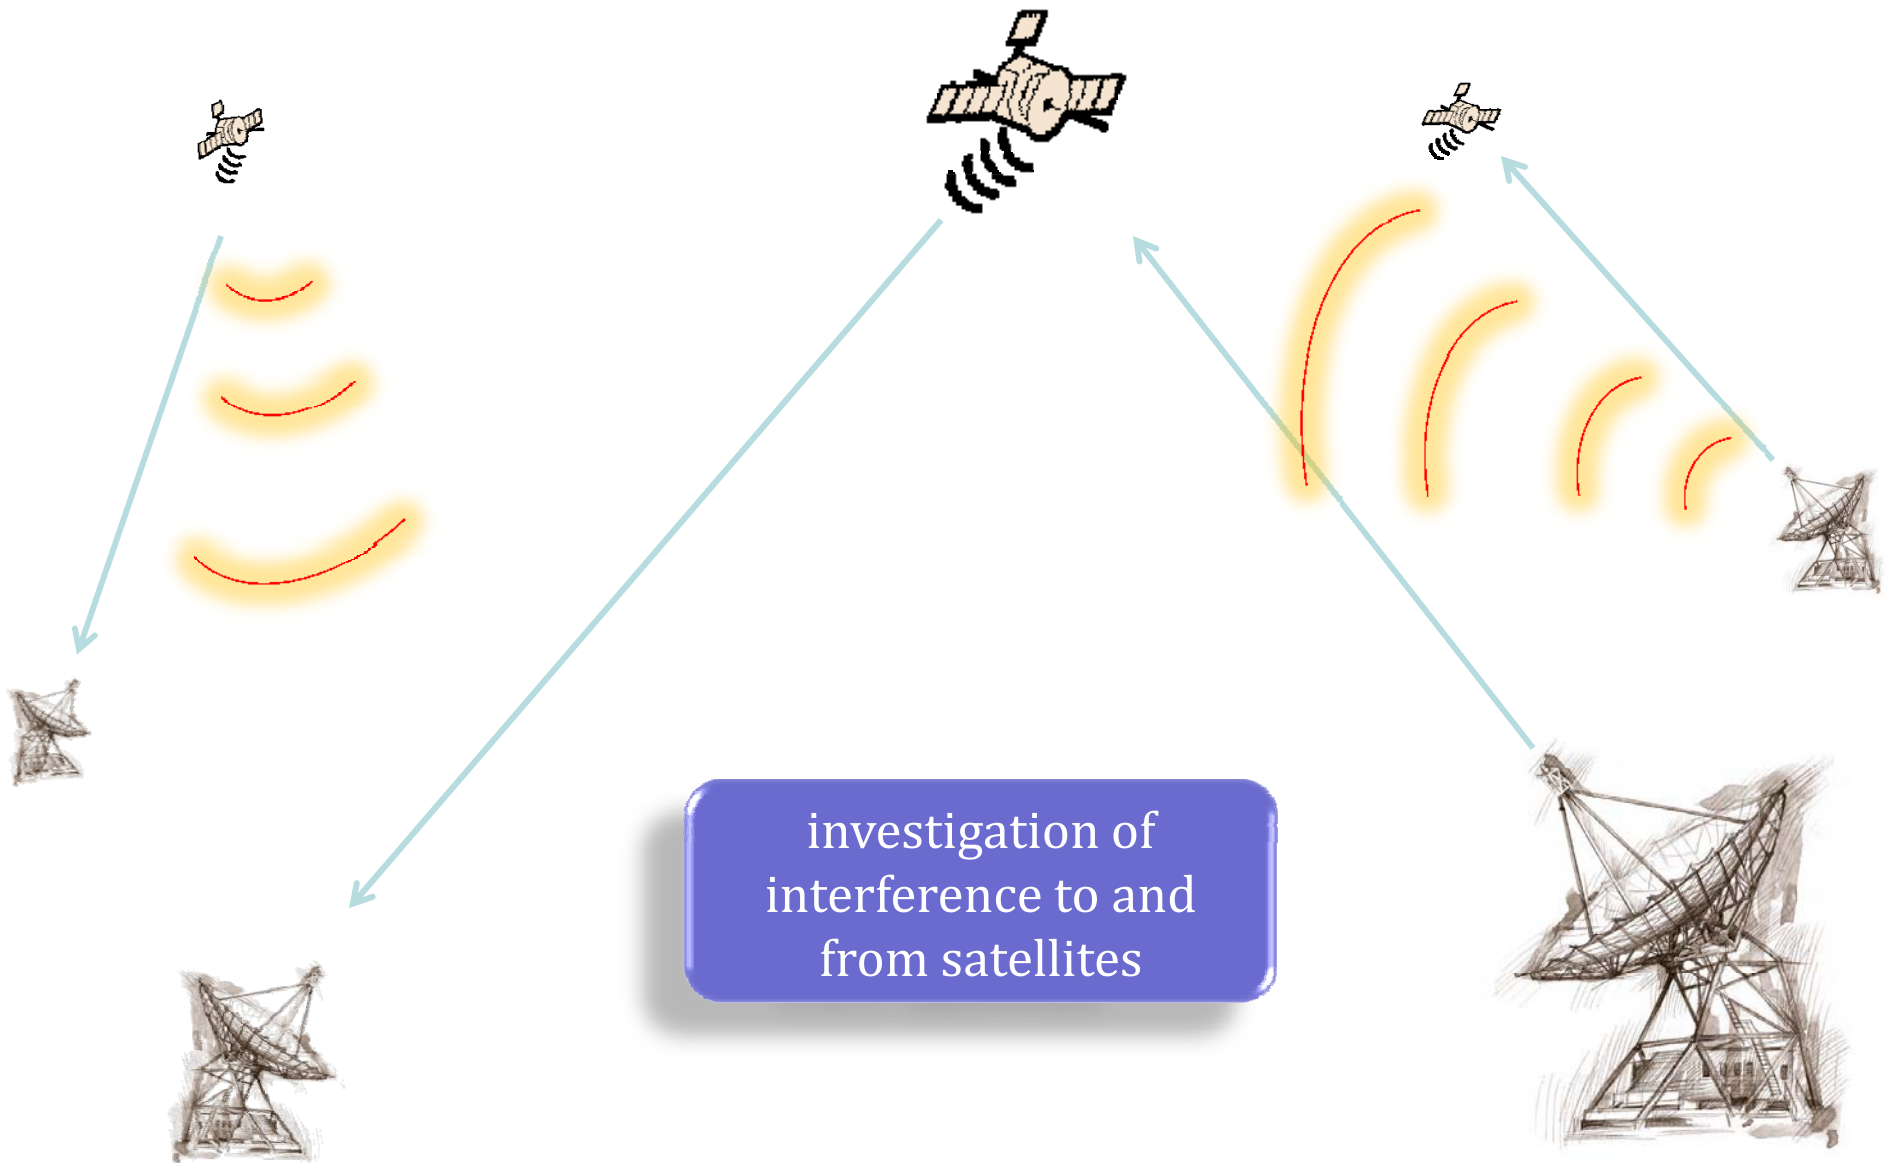 investigation of
interference to and
from satellites